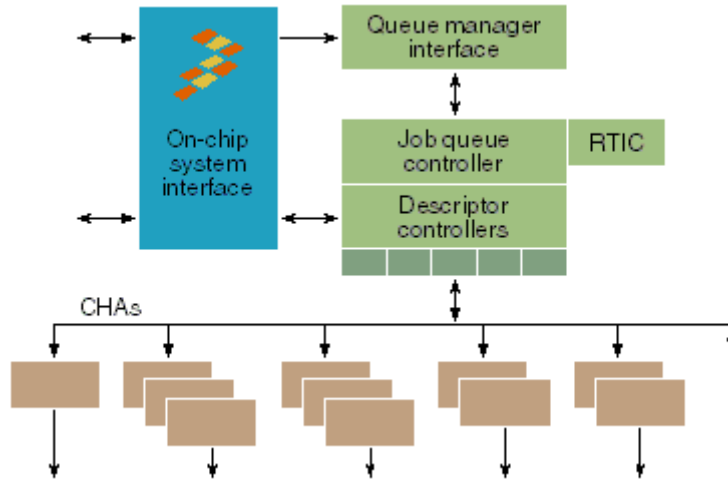 Queue manager
interface
On-chip
system
interface
Job queue
controller
RTIC
Descriptor
controllers
CHAs